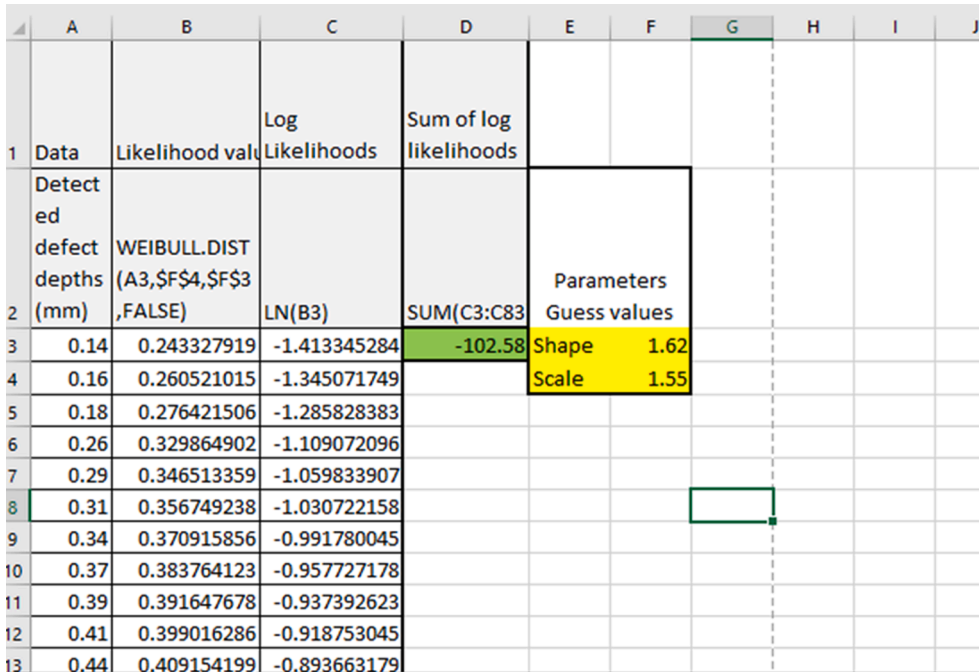 A B C D E F G H I J
Log Sum of log
1 Data Likelihood valu Likelihoods likelihoods
Detect
ed
defect WEIBULL.DIST
depths (A3,$F$4,$F$3 Parameters
2 (mm) ,FALSE) LN(B3) SUM(C3:C83 Guess values
3 0.14 0.243327919 -1.413345284 -102.58 Shape 1.62
4 0.16 0.260521015 -1.345071749 Scale 1.55
5 0.18 0.276421506 -1.285828383
6 0.26 0.329864902 -1.109072096
7 0.29 0.346513359 -1.059833907
8 0.31 0.356749238 -1.030722158
9 0.34 0.370915856 -0.991780045
10 0.37 0.383764123 -0.957727178
11 0.39 0.391647678 -0.937392623
12 0.41 0.399016286 -0.918753045
13 0.44 0.409154199 -0.893663179